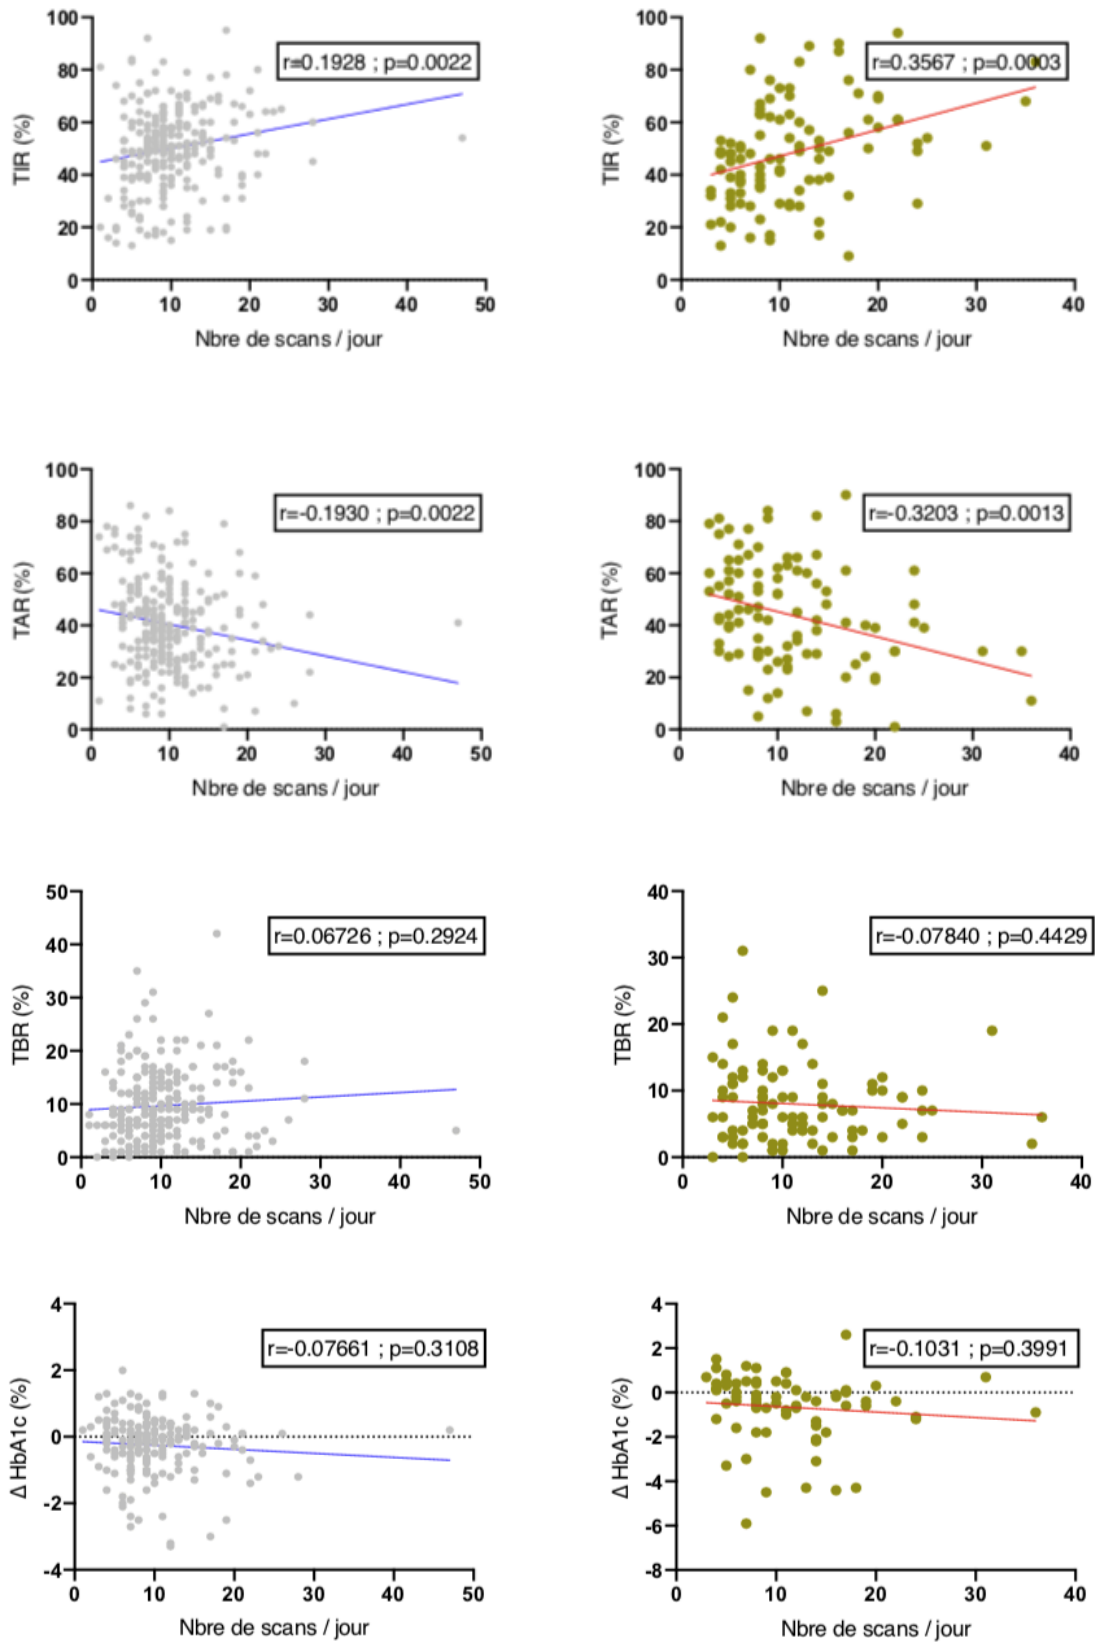 100
80
60
40
20
0
TIR (%)
r=0.1928 ; p=0.0022
0 10 20 30 40 50
Nbre de scans / jour
100
80
60
40
20
0
TIR (%)
r=0.3567 ; p=0.0003
0 10 20 30 40
Nbre de scans / jour
100
80
60
40
20
0
TAR (%)
r=-0.1930 ; p=0.0022
0 10 20 30 40 50
Nbre de scans / jour
100
80
60
40
20
0
TAR (%)
r=-0.3203 ; p=0.0013
0 10 20 30 40
Nbre de scans / jour
50
40
30
20
10
0
TBR (%)
r=0.06726 ; p=0.2924
0 10 20 30 40 50
Nbre de scans / jour
40
30
20
10
0
TBR (%)
r=-0.07840 ; p=0.4429
0 10 20 30 40
Nbre de scans / jour
4
2
0
-2
-4
Δ HbA1c (%)
r=-0.07661 ; p=0.3108
0 10 20 30 40 50
Nbre de scans / jour
4
2
0
-2
-4
-6
-8
Δ HbA1c (%)
r=-0.1031 ; p=0.3991
0 10 20 30 40
Nbre de scans / jour